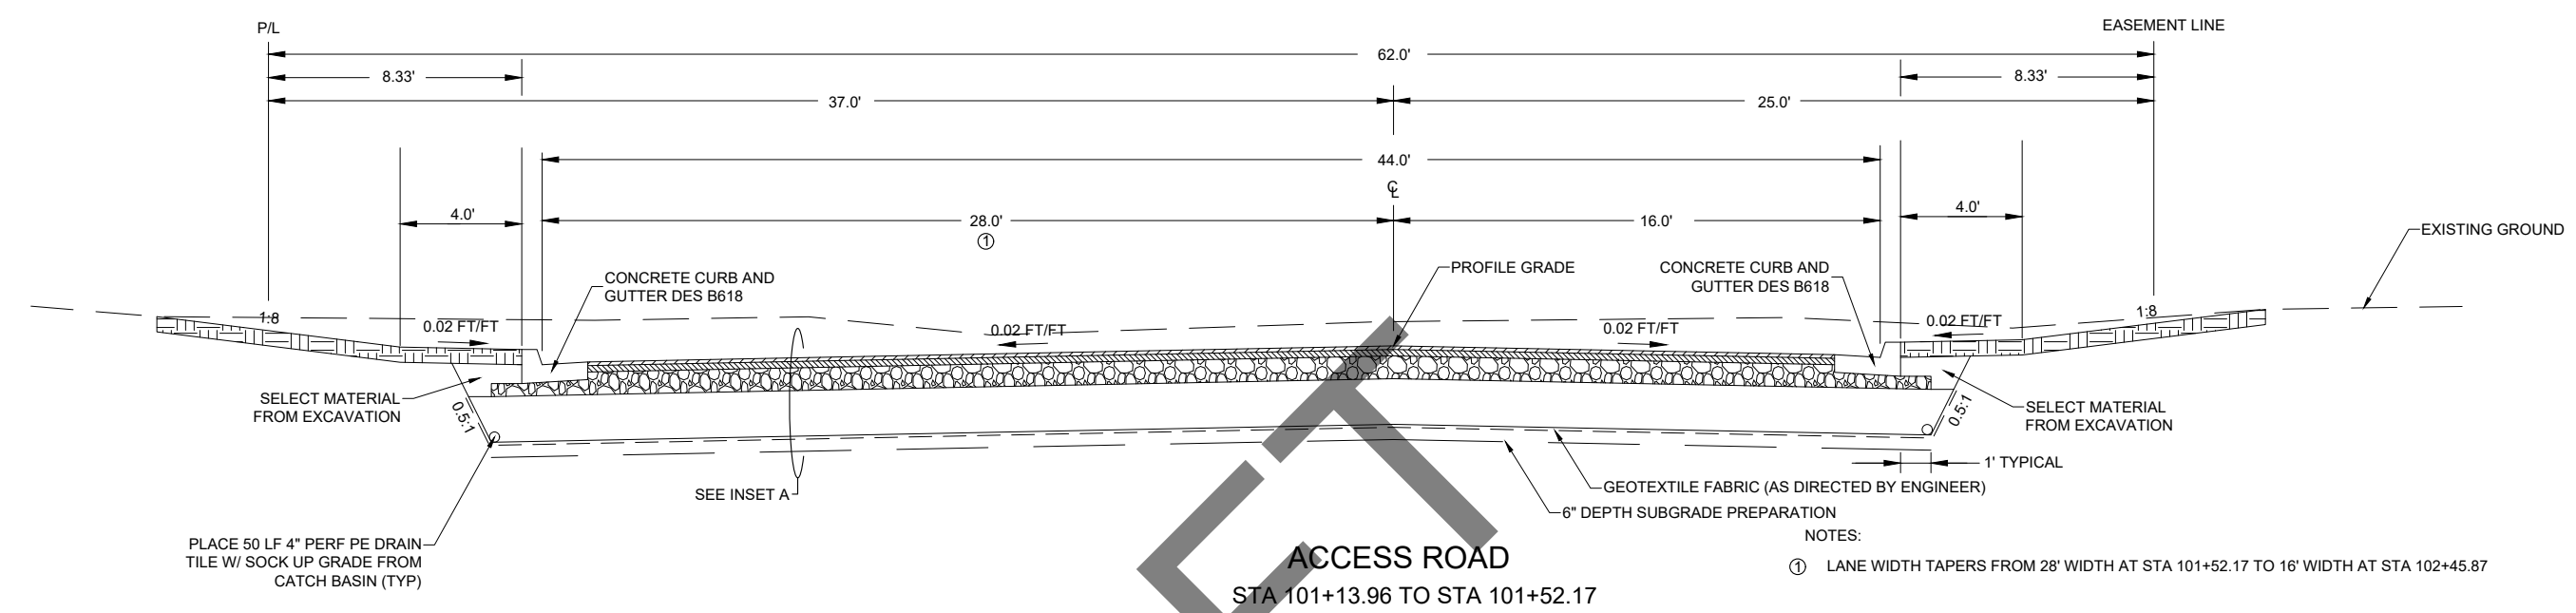 P/L
EASEMENT LINE
62.0'
8.33'
8.33'
37.0'
25.0'
44.0'
℄
4.0'
28.0'
①
16.0'
4.0'
EXISTING GROUND
CONCRETE CURB AND
GUTTER DES B618
PROFILE GRADE
CONCRETE CURB AND
GUTTER DES B618
1:8
0.02 FT/FT
0.02 FT/FT
0.02 FT/FT
0.02 FT/FT
1:8
SELECT MATERIAL
FROM EXCAVATION
0.5:1
0.5:1
SELECT MATERIAL
FROM EXCAVATION
1' TYPICAL
SEE INSET A
GEOTEXTILE FABRIC (AS DIRECTED BY ENGINEER)
6" DEPTH SUBGRADE PREPARATION
PLACE 50 LF 4" PERF PE DRAIN
TILE W/ SOCK UP GRADE FROM
CATCH BASIN (TYP)
NOTES:
① LANE WIDTH TAPERS FROM 28' WIDTH AT STA 101+52.17 TO 16' WIDTH AT STA 102+45.87
ACCESS ROAD
STA 101+13.96 TO STA 101+52.17